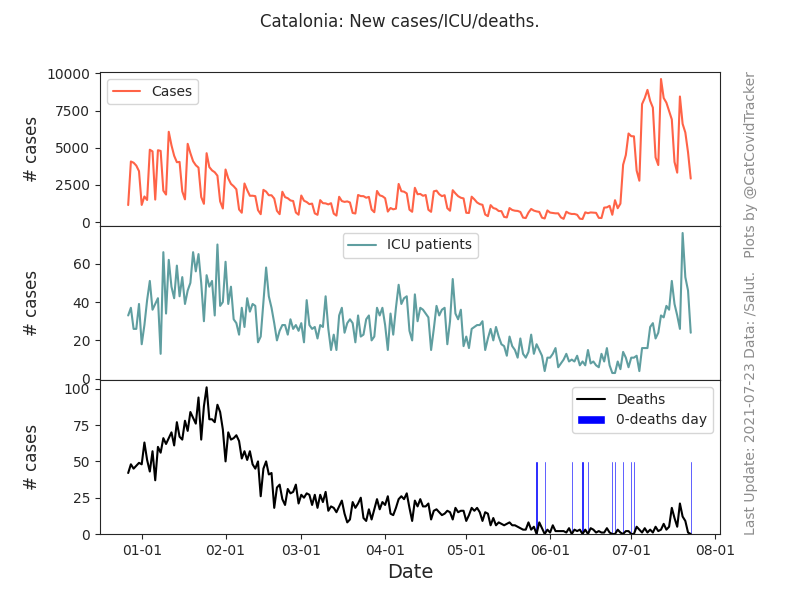 Catalonia: New cases/ICU/deaths.
10000
7500
5000
2500
0
# cases
Cases
60
40
20
0
# cases
ICU patients
100
75
50
25
0
# cases
Deaths
0-deaths day
01-01 02-01 03-01 04-01 05-01 06-01 07-01 08-01
Date
Last Update: 2021-07-23 Data: /Salut. Plots by @CatCovidTracker